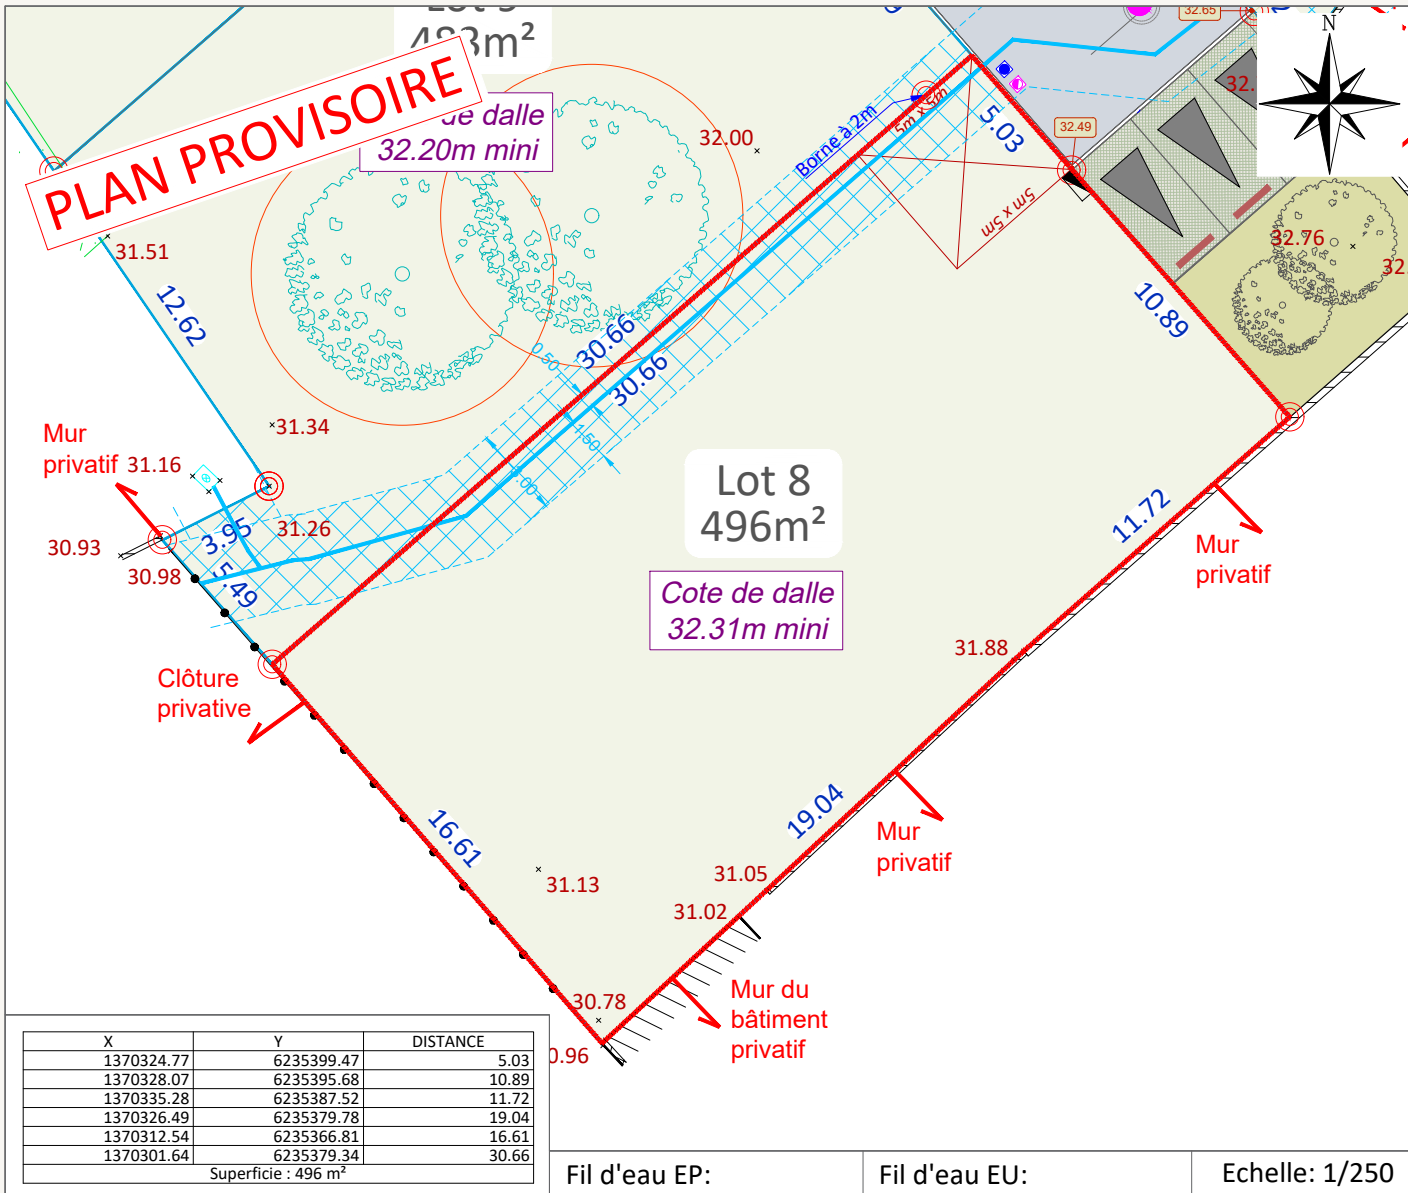 483m²
PLAN PROVISOIRE
de dalle
32.20m mini
32.00
Borne à 2m
5m x 5m
5m x 5m
5.03
32.65
32.49
N
32.76
10.89
31.51
12.62
30.66
30.66
0.50
1.50
31.34
Mur
privatif
31.16
31.26
3.95
5.49
30.93
30.98
Lot 8
496m²
Cote de dalle
32.31m mini
11.72
Mur
privatif
31.88
Clôture
privative
16.61
19.04
Mur
privatif
31.13
31.05
31.02
30.78
Mur du
bâtiment
privatif
0.96
X Y DISTANCE
1370324.77 6235399.47 5.03
1370328.07 6235395.68 10.89
1370335.28 6235387.52 11.72
1370326.49 6235379.78 19.04
1370312.54 6235366.81 16.61
1370301.64 6235379.34 30.66
Superficie : 496 m²
Fil d'eau EP:
Fil d'eau EU:
Echelle: 1/250